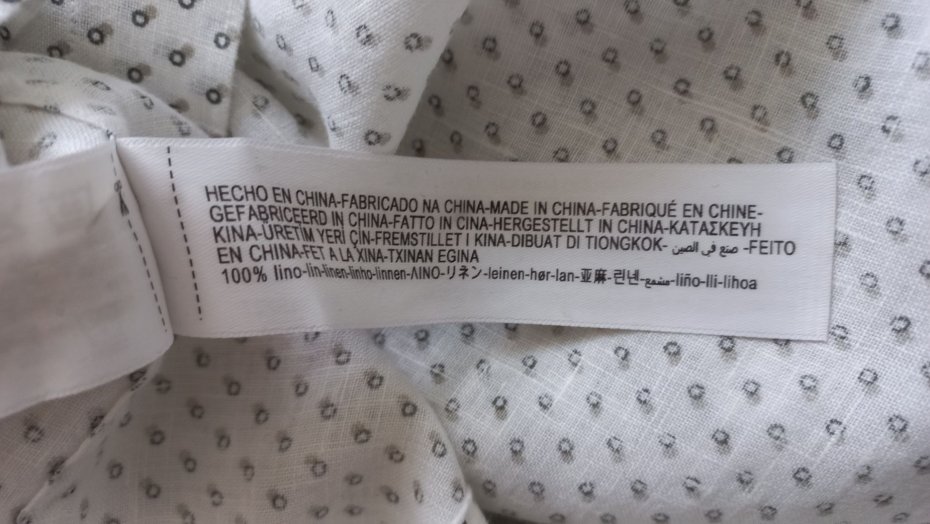 HECHO EN CHINA-FABRICADO NA CHINA-MADE IN CHINA-FABRIQUÉ EN CHINE-
GEFABRICEERD IN CHINA-FATTO IN CINA-HERGESTELLT IN CHINA-ΚΑΤΑΣΚΕΥΗ
KINA-ÜRETİM YERİ ÇİN-FREMSTILLET I KINA-DIBUAT DI TIONGKOK- صنع في الصين -FEITO
EN CHINA-FET A LA XINA-TXINAN EGINA
100% lino-lin-linen-linho-linnen-ΛΙΝΟ-リネン-leinen-hør-lan-亚麻-린넨-مشمع-liño-lli-lihoa